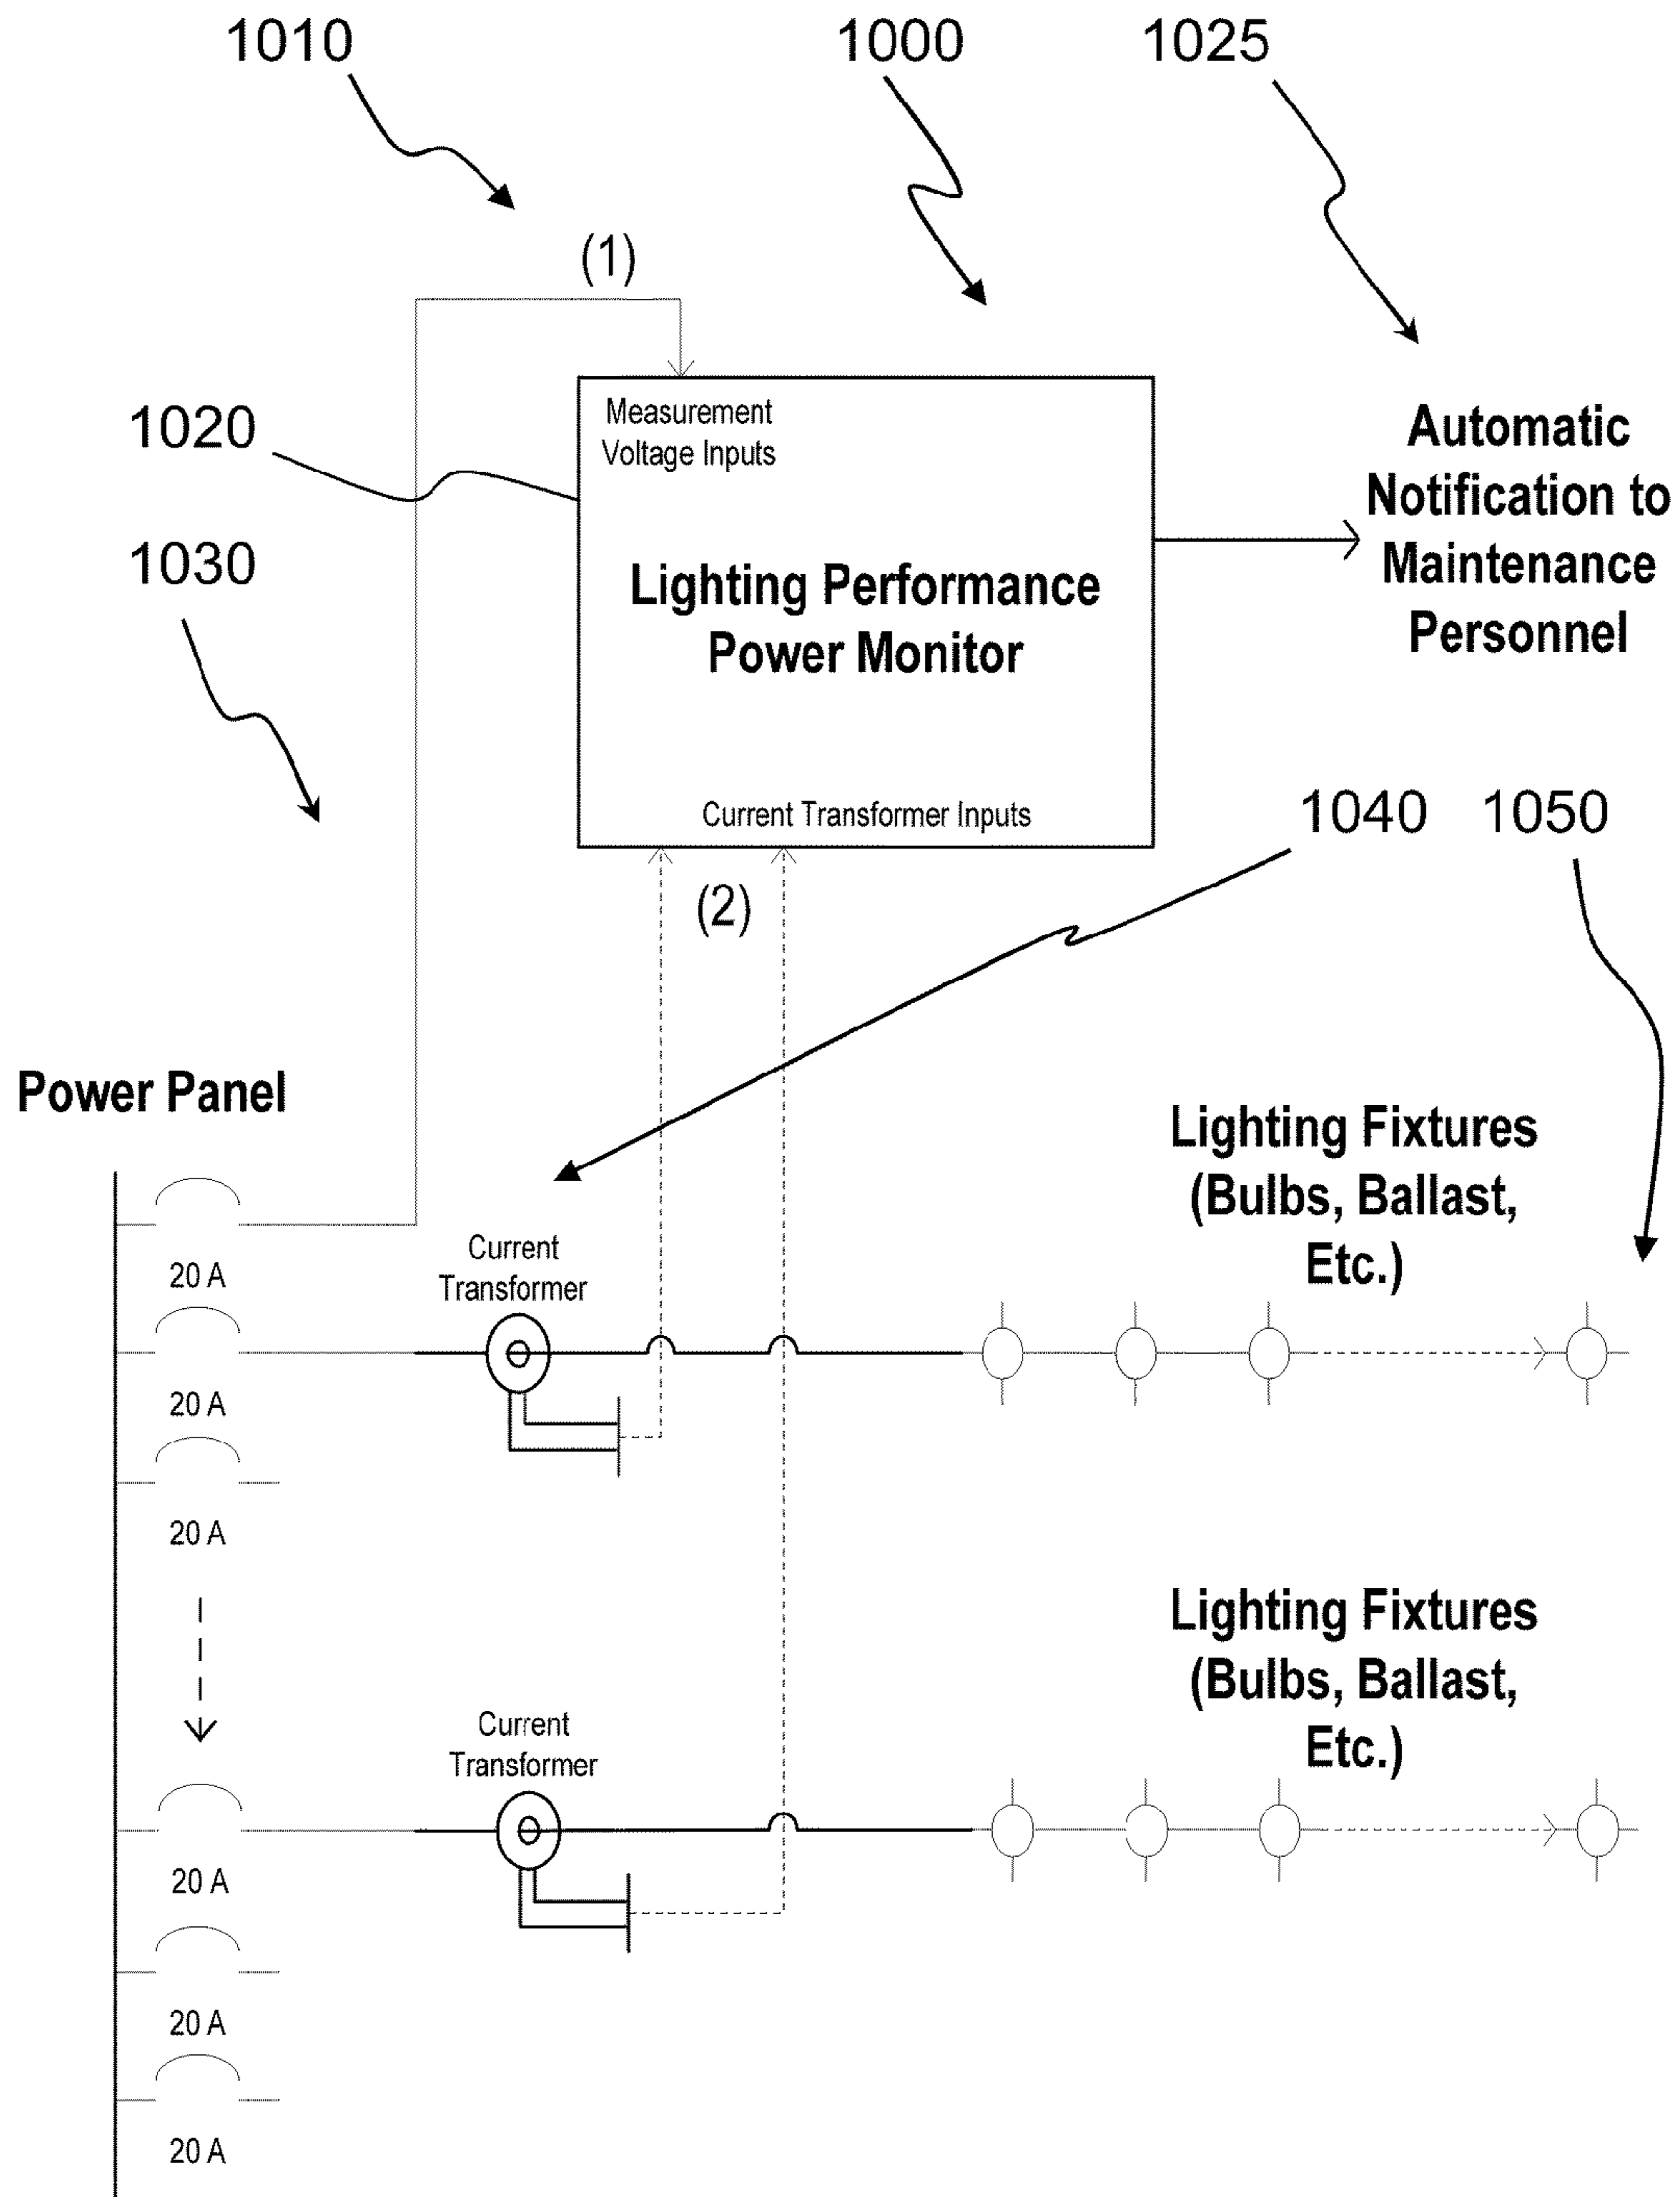 1010
1000
1025
(1)
1020
Measurement
Voltage Inputs
Automatic
Notification to
Maintenance
Personnel
1030
Lighting Performance
Power Monitor
Current Transformer Inputs
1040
1050
(2)
Power Panel
Lighting Fixtures
(Bulbs, Ballast,
Etc.)
20 A
Current
Transformer
20 A
20 A
Lighting Fixtures
(Bulbs, Ballast,
Etc.)
Current
Transformer
20 A
20 A
20 A